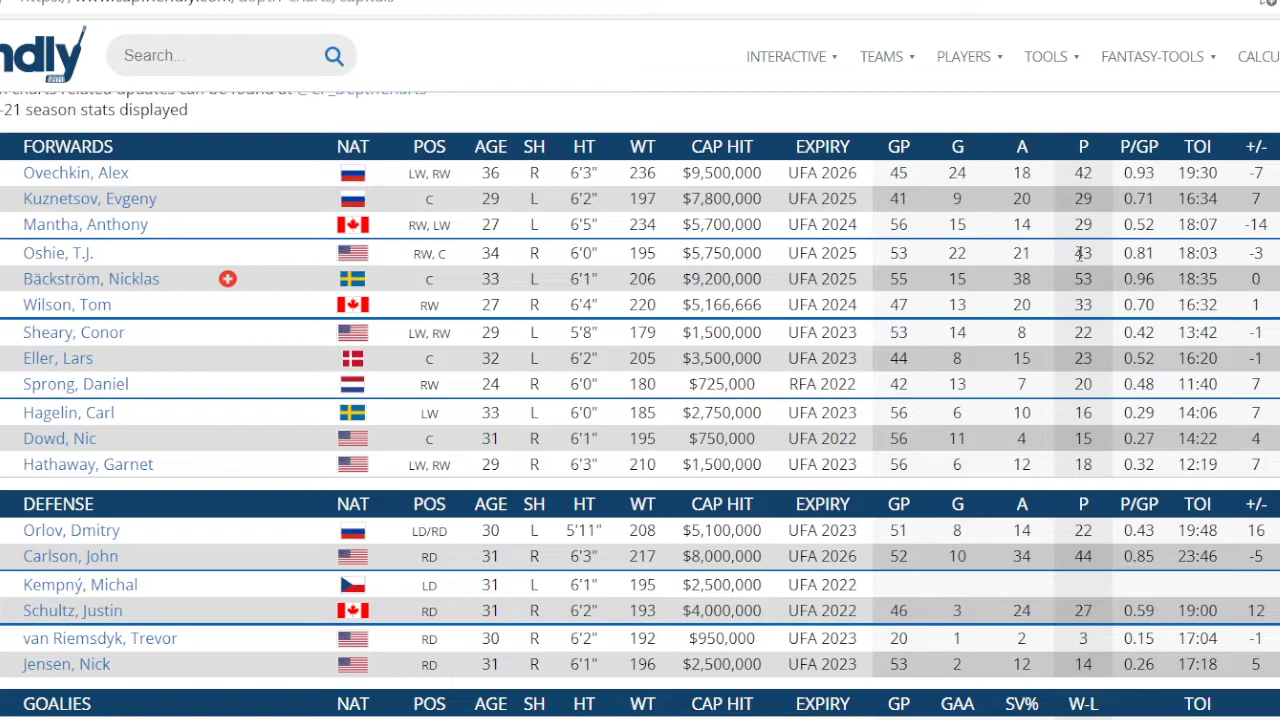 https://www.capfriendly.com/depth-charts/capitals
ndly
Search...
INTERACTIVE TEAMS PLAYERS TOOLS FANTASY-TOOLS CALCU
charts related updates can be found at @CF_DepthCharts
-21 season stats displayed
FORWARDS NAT POS AGE SH HT WT CAP HIT EXPIRY GP G A P P/GP TOI +/-
Ovechkin, Alex LW, RW 36 R 6'3" 236 $9,500,000 UFA 2026 45 24 18 42 0.93 19:30 -7
Kuznetsov, Evgeny C 29 L 6'2" 197 $7,800,000 UFA 2025 41 9 20 29 0.71 16:34 7
Mantha, Anthony RW, LW 27 L 6'5" 234 $5,700,000 UFA 2024 56 15 14 29 0.52 18:07 -14
Oshie, T.J. RW, C 34 R 6'0" 195 $5,750,000 UFA 2025 53 22 21 43 0.81 18:03 -3
Bäckström, Nicklas C 33 L 6'1" 206 $9,200,000 UFA 2025 55 15 38 53 0.96 18:35 0
Wilson, Tom RW 27 R 6'4" 220 $5,166,666 UFA 2024 47 13 20 33 0.70 16:32 1
Sheary, Conor LW, RW 29 L 5'8" 179 $1,500,000 UFA 2023 53 14 8 22 0.42 13:42 -1
Eller, Lars C 32 L 6'2" 205 $3,500,000 UFA 2023 44 8 15 23 0.52 16:20 -1
Sprong, Daniel RW 24 R 6'0" 180 $725,000 RFA 2022 42 13 7 20 0.48 11:40 7
Hagelin, Carl LW 33 L 6'0" 185 $2,750,000 UFA 2023 56 6 10 16 0.29 14:06 7
Dowd, Nic C 31 R 6'1" 195 $750,000 UFA 2022 56 11 4 15 0.27 14:22 4
Hathaway, Garnet LW, RW 29 R 6'3" 210 $1,500,000 UFA 2023 56 6 12 18 0.32 12:19 7
DEFENSE NAT POS AGE SH HT WT CAP HIT EXPIRY GP G A P P/GP TOI +/-
Orlov, Dmitry LD/RD 30 L 5'11" 208 $5,100,000 UFA 2023 51 8 14 22 0.43 19:48 16
Carlson, John RD 31 R 6'3" 217 $8,000,000 UFA 2026 52 10 34 44 0.85 23:46 -5
Kempný, Michal LD 31 L 6'1" 195 $2,500,000 UFA 2022
Schultz, Justin RD 31 R 6'2" 193 $4,000,000 UFA 2022 46 3 24 27 0.59 19:00 12
van Riemsdyk, Trevor RD 30 R 6'2" 192 $950,000 UFA 2023 20 1 2 3 0.15 17:04 -1
Jensen, Nick RD 31 R 6'1" 196 $2,500,000 UFA 2023 53 2 12 14 0.26 17:18 5
GOALIES NAT POS AGE SH HT WT CAP HIT EXPIRY GP GAA SV% W-L TOI